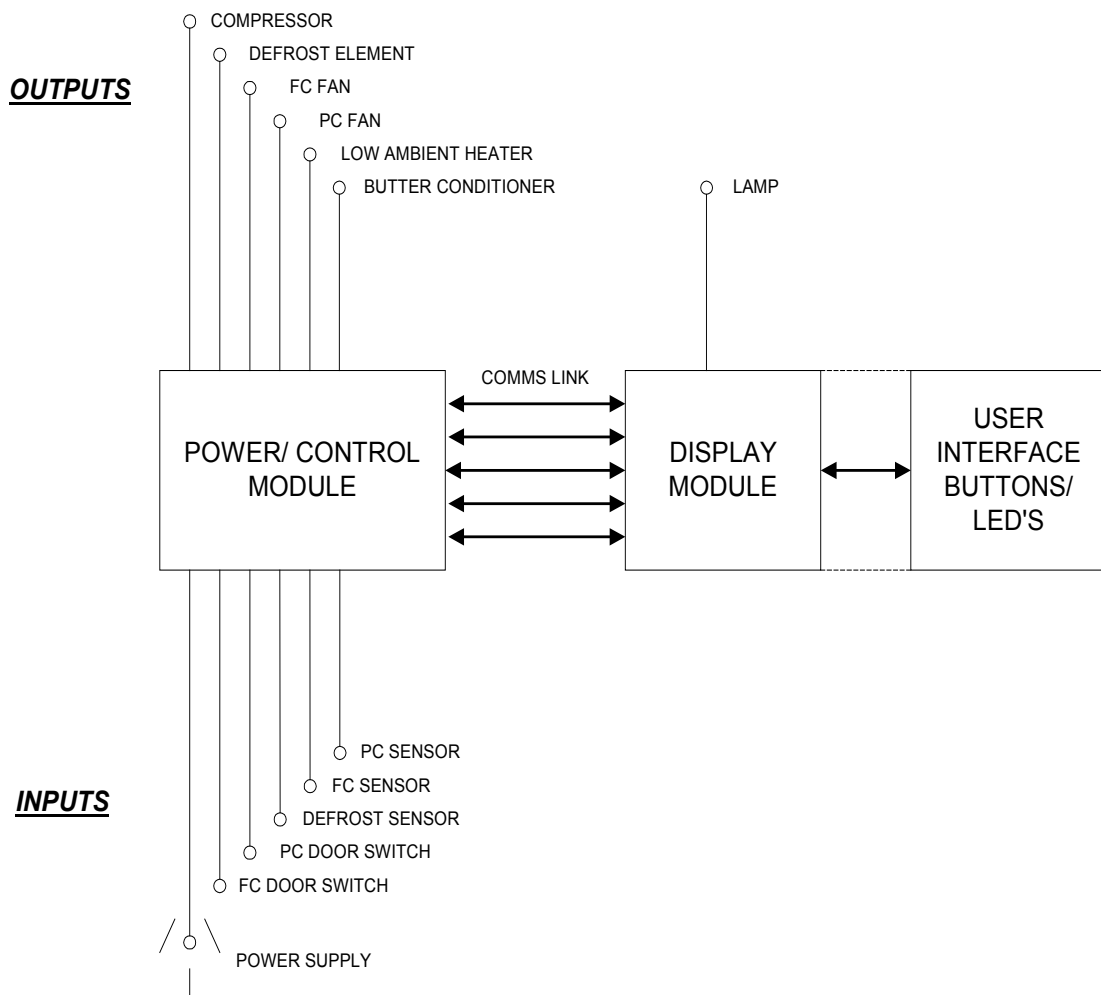 COMPRESSOR
DEFROST ELEMENT
OUTPUTS
FC FAN
PC FAN
LOW AMBIENT HEATER
BUTTER CONDITIONER
LAMP
COMMS LINK
POWER/ CONTROL
MODULE
DISPLAY
MODULE
USER
INTERFACE
BUTTONS/
LED'S
PC SENSOR
FC SENSOR
INPUTS
DEFROST SENSOR
PC DOOR SWITCH
FC DOOR SWITCH
POWER SUPPLY